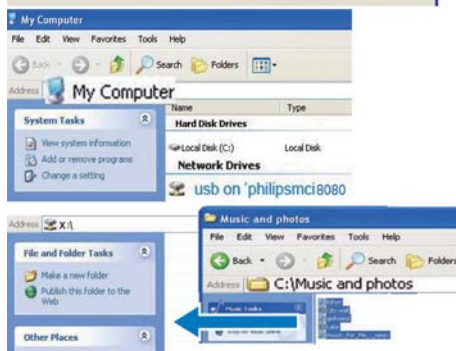 My Computer
File Edit View Favorites Tools Help
Back Search Folders
Address My Computer
Name Type
System Tasks
Hard Disk Drives
View system information
Add or remove programs
Change a setting
Local Disk (C:) Local Disk
Network Drives
usb on 'philipsmci8080
Address X:\
Music and photos
File Edit View Favorites Tools Help
Back Search Folders
Address C:\Music and photos
File and Folder Tasks
Make a new folder
Publish this folder to the
Web
Other Places
Music Tasks